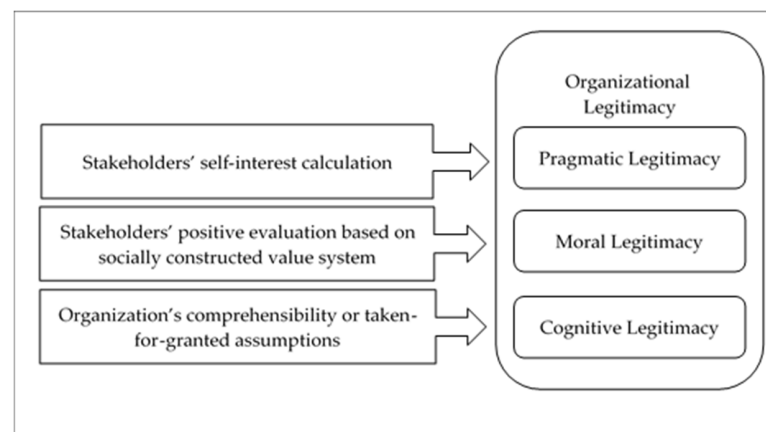 Organizational
Legitimacy
Stakeholders' self-interest calculation
Pragmatic Legitimacy
Stakeholders' positive evaluation based on
socially constructed value system
Moral Legitimacy
Organization's comprehensibility or taken-
for-granted assumptions
Cognitive Legitimacy